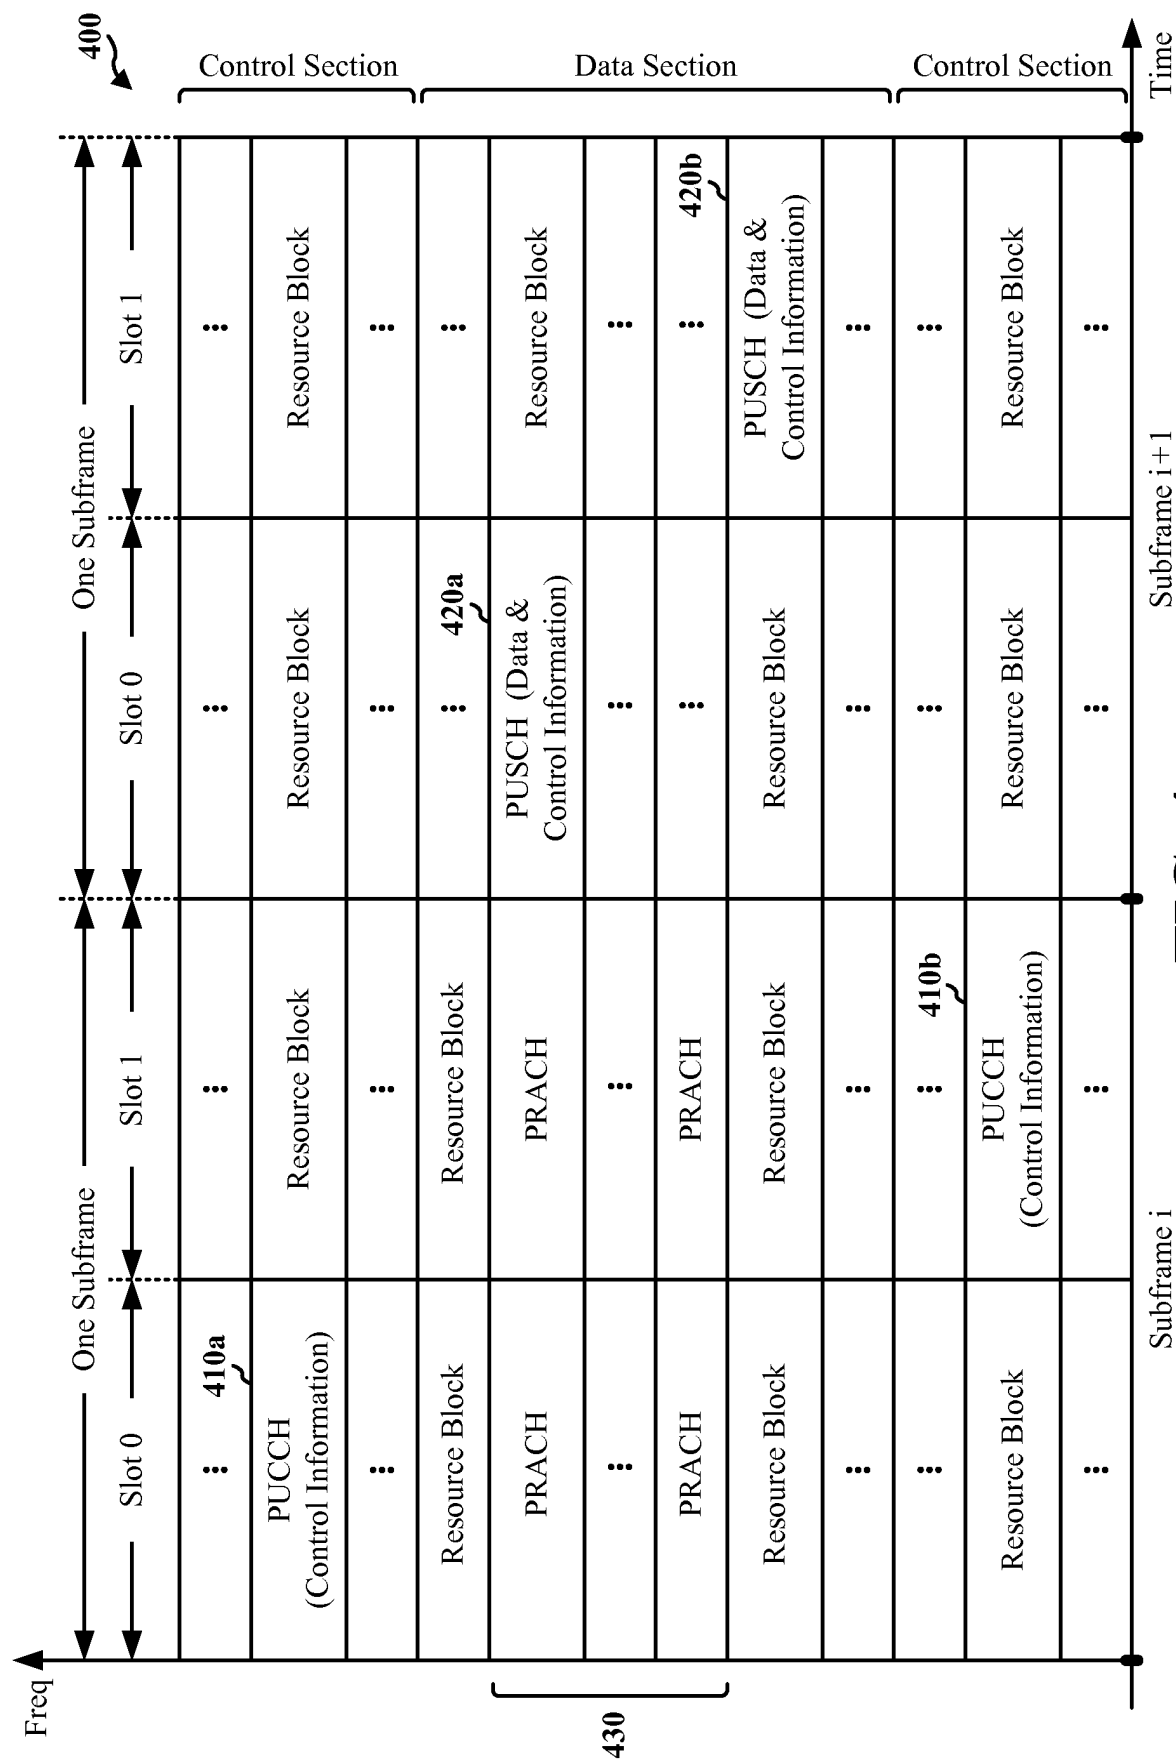 400
Freq
One Subframe
One Subframe
Slot 0
Slot 1
Slot 0
Slot 1
Control Section
... ... ... ...
410a
PUCCH
(Control Information)
Resource Block
Resource Block
Resource Block
... ... ... ...
Data Section
Resource Block
Resource Block
... ...
420a
430
PRACH
PRACH
PUSCH (Data &
Control Information)
Resource Block
... ... ... ...
PRACH
PRACH
... ...
420b
Resource Block
Resource Block
Resource Block
PUSCH (Data &
Control Information)
... ... ... ...
Control Section
... ... ... ...
410b
Resource Block
PUCCH
(Control Information)
Resource Block
Resource Block
... ... ... ...
Subframe i
Subframe i+1
Time